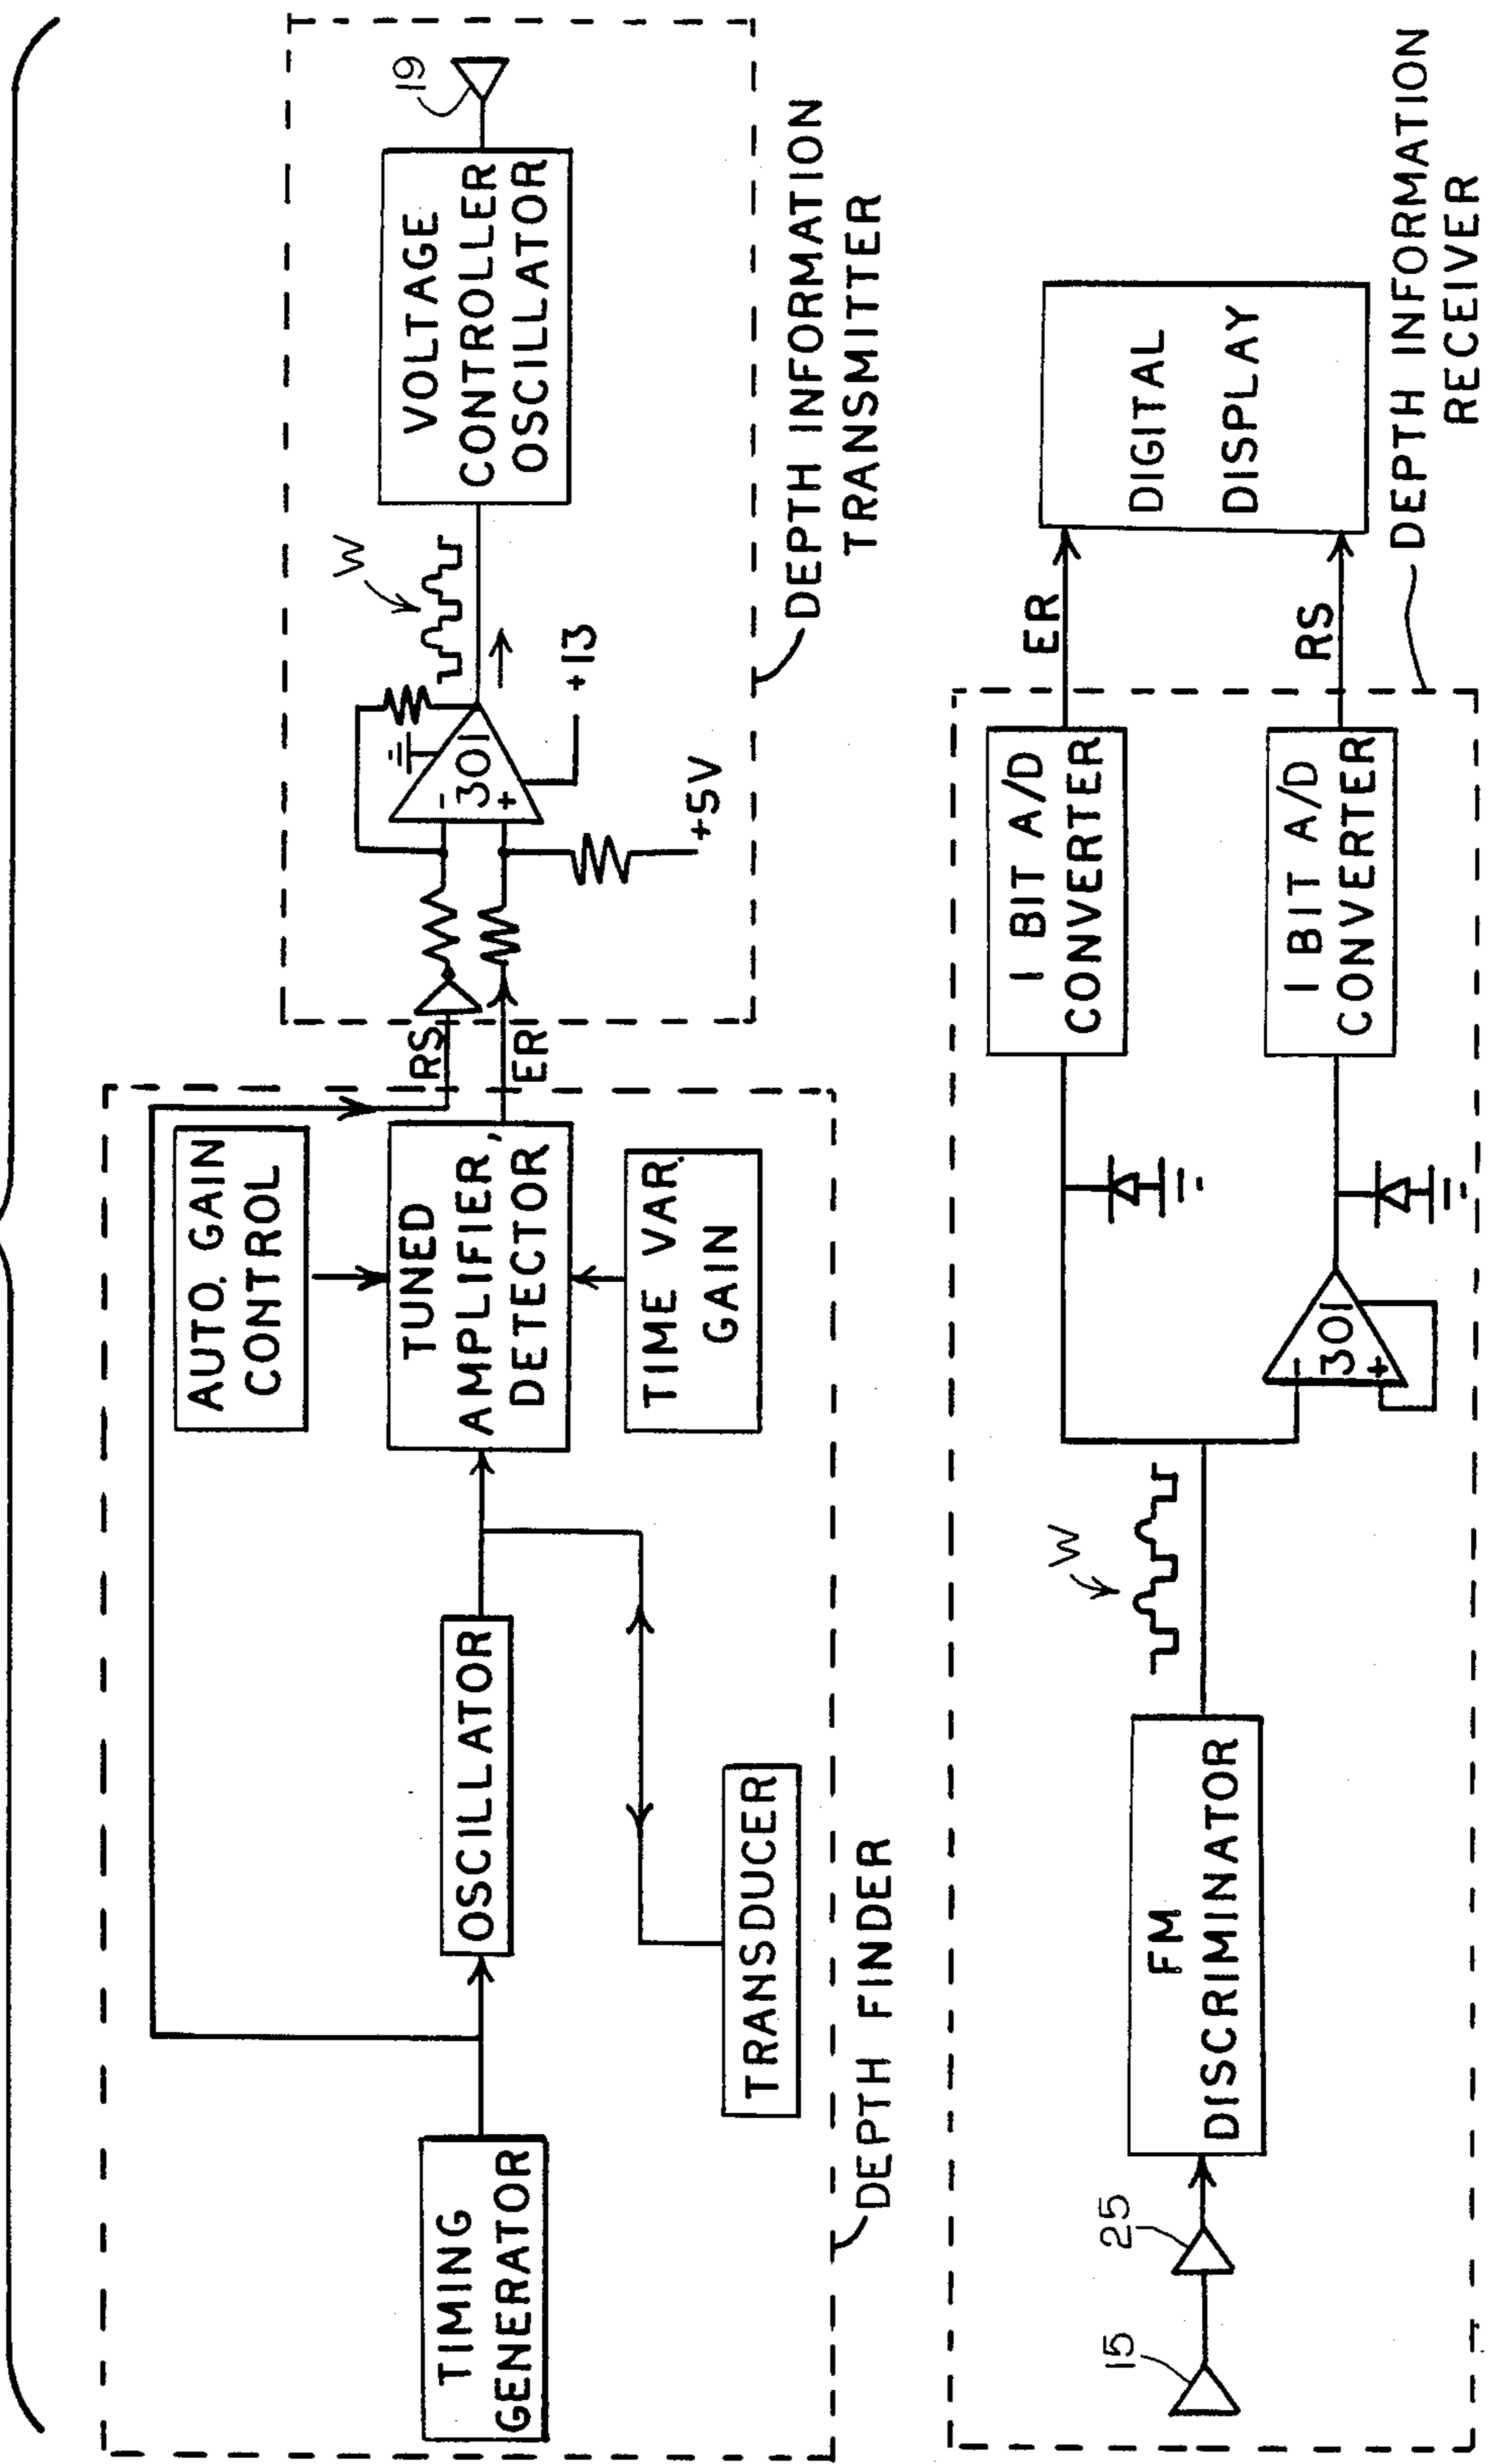 TIMING
GENERATOR
OSCILLATOR
TRANSDUCER
AUTO. GAIN
CONTROL
TUNED
AMPLIFIER,
DETECTOR
TIME VAR.
GAIN
DEPTH FINDER
RS
ER
-
301
+
+5V
+13
W
VOLTAGE
CONTROLLER
OSCILLATOR
19
DEPTH INFORMATION
TRANSMITTER
15
25
FM
DISCRIMINATOR
W
-
301
+
1 BIT A/D
CONVERTER
1 BIT A/D
CONVERTER
ER
RS
DIGITAL
DISPLAY
DEPTH INFORMATION
RECEIVER